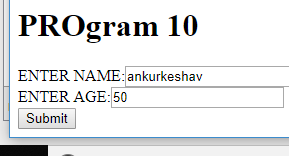 PROgram 10
ENTER NAME:ankurkeshav
ENTER AGE:50
Submit